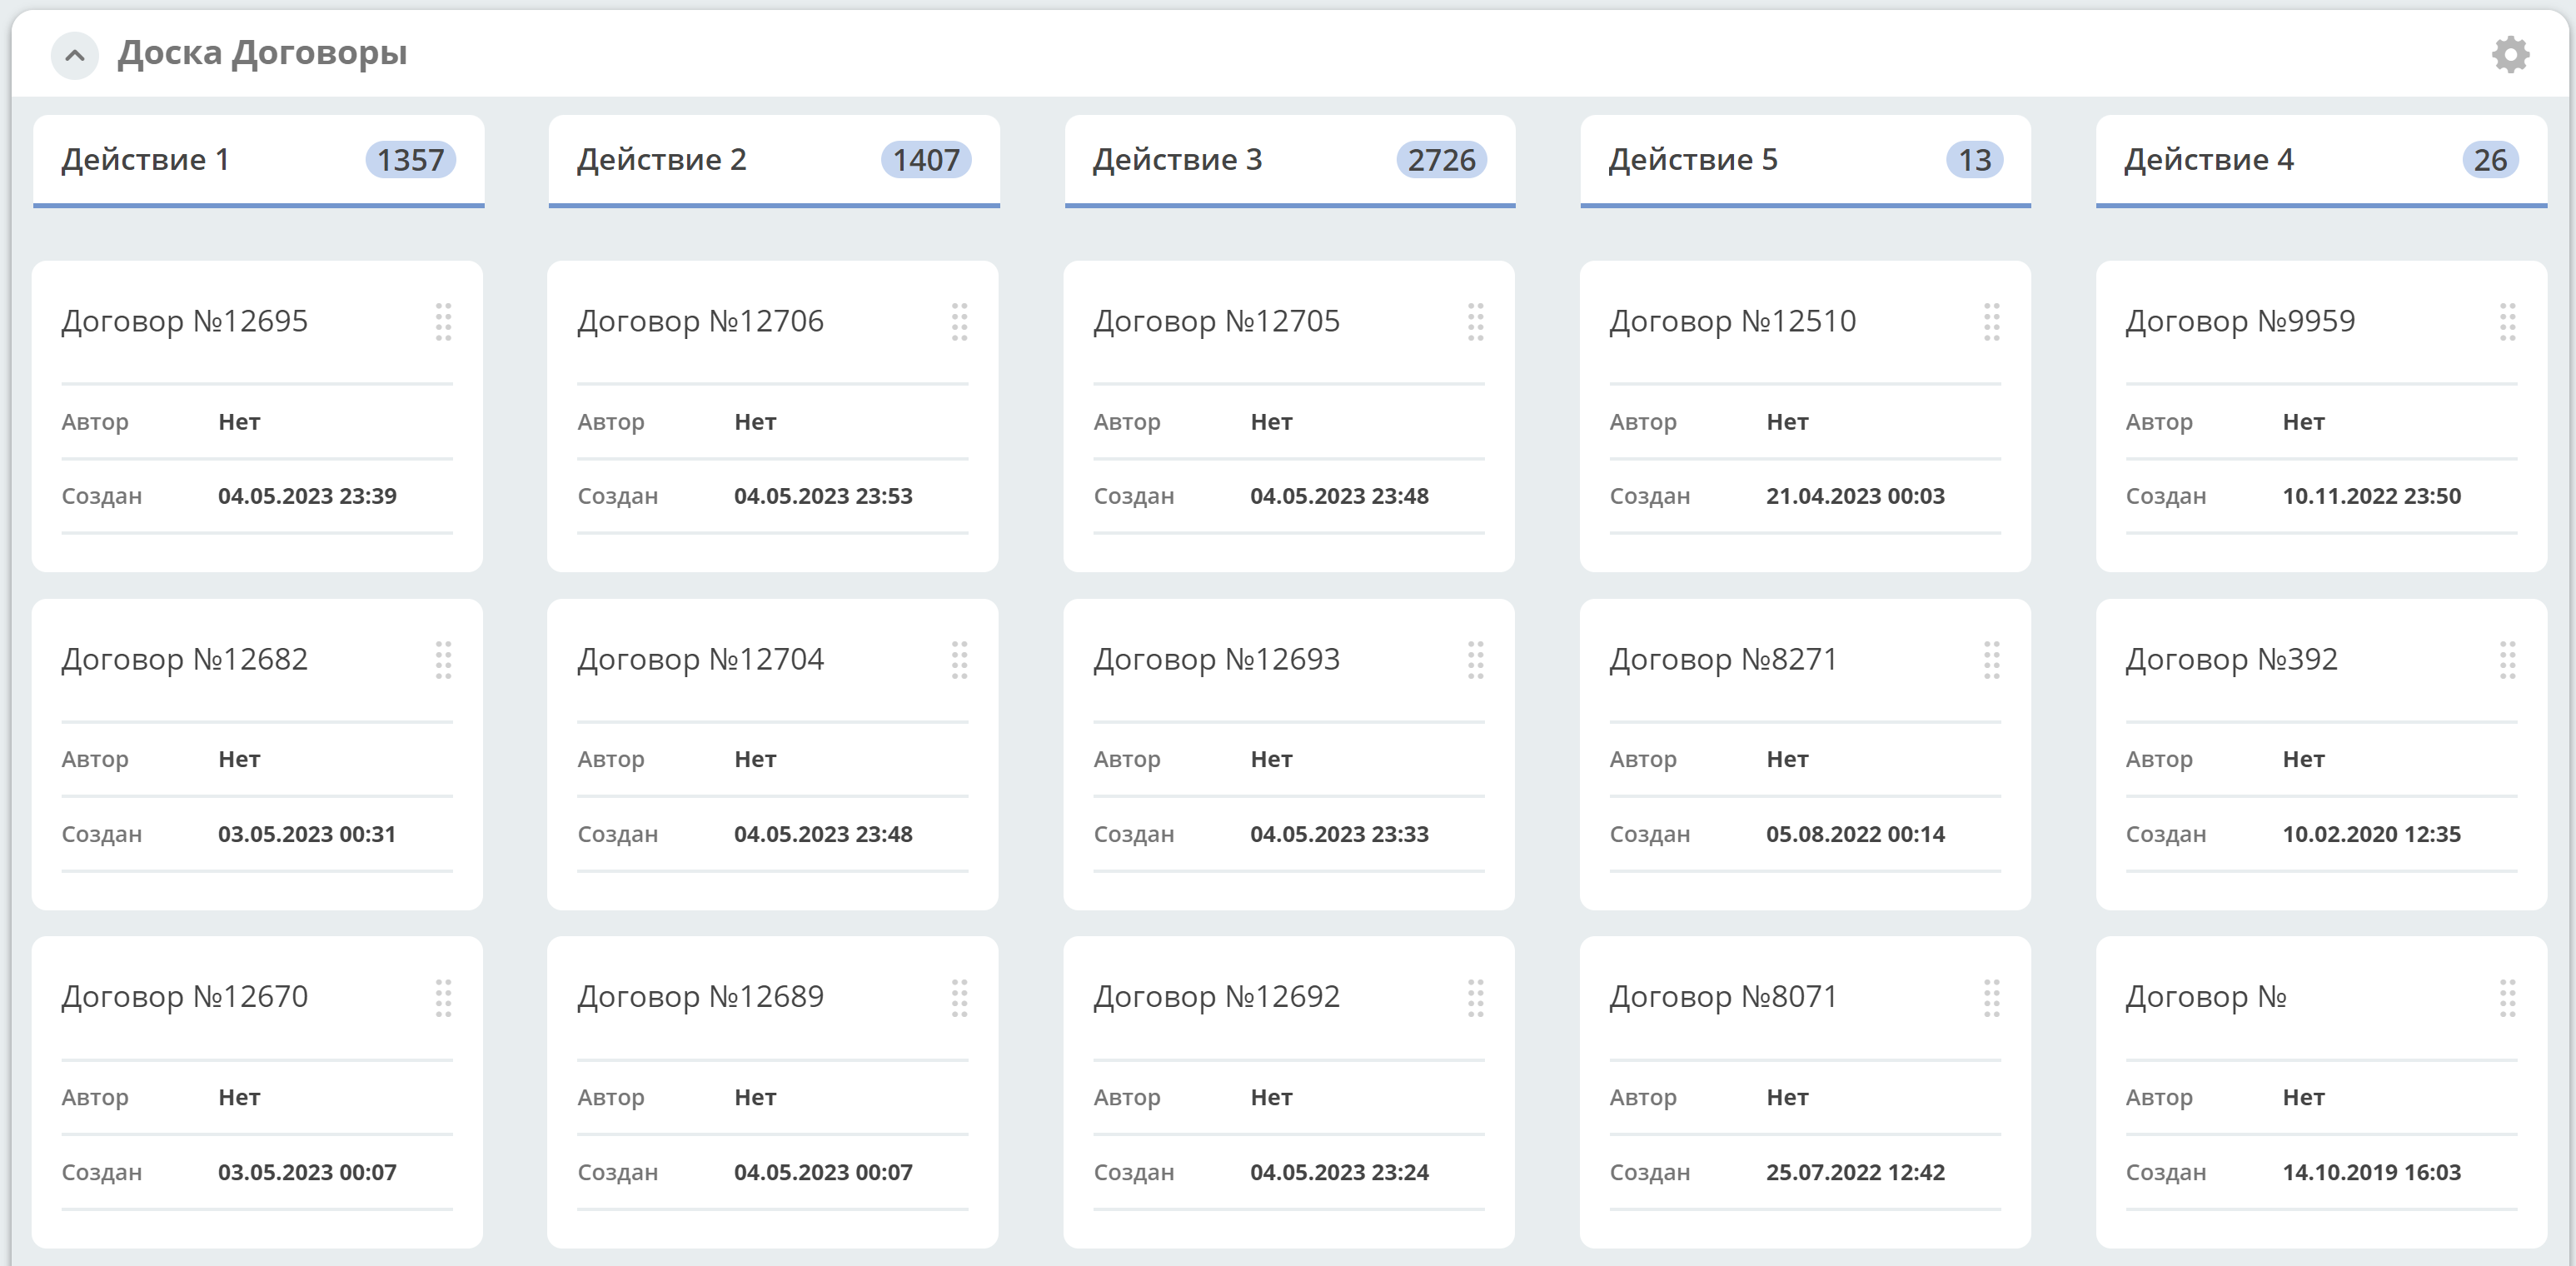 Доска Договоры
Действие 1 1357
Действие 2 1407
Действие 3 2726
Действие 5 13
Действие 4 26
Договор №12695
Автор Нет
Создан 04.05.2023 23:39
Договор №12682
Автор Нет
Создан 03.05.2023 00:31
Договор №12670
Автор Нет
Создан 03.05.2023 00:07
Договор №12706
Автор Нет
Создан 04.05.2023 23:53
Договор №12704
Автор Нет
Создан 04.05.2023 23:48
Договор №12689
Автор Нет
Создан 04.05.2023 00:07
Договор №12705
Автор Нет
Создан 04.05.2023 23:48
Договор №12693
Автор Нет
Создан 04.05.2023 23:33
Договор №12692
Автор Нет
Создан 04.05.2023 23:24
Договор №12510
Автор Нет
Создан 21.04.2023 00:03
Договор №8271
Автор Нет
Создан 05.08.2022 00:14
Договор №8071
Автор Нет
Создан 25.07.2022 12:42
Договор №9959
Автор Нет
Создан 10.11.2022 23:50
Договор №392
Автор Нет
Создан 10.02.2020 12:35
Договор №
Автор Нет
Создан 14.10.2019 16:03